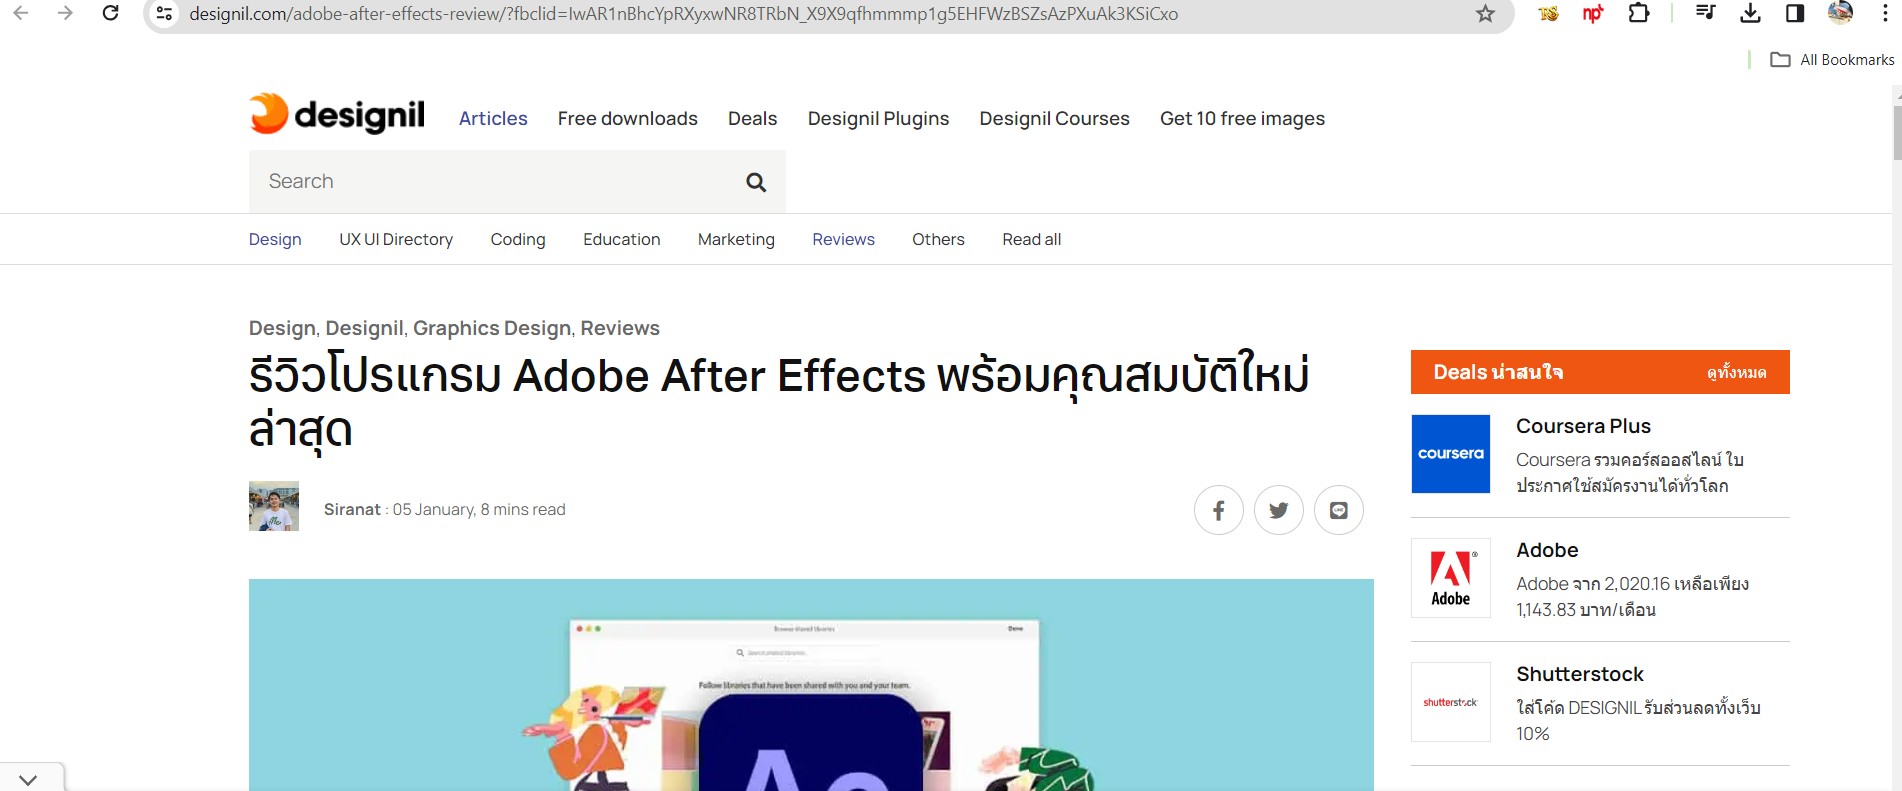 designil.com/adobe-after-effects-review/?fbclid=IwAR1nBhcYpRXyxwNR8TRbN_X9X9qfhmmmp1g5EHFWzBSZsAzPXuAk3KSiCxo
All Bookmarks
designil Articles Free downloads Deals Designil Plugins Designil Courses Get 10 free images
Search
Design UX UI Directory Coding Education Marketing Reviews Others Read all
Design, Designil, Graphics Design, Reviews
รีวิวโปรแกรม Adobe After Effects พร้อมคุณสมบัติใหม่
ล่าสุด
Siranat : 05 January, 8 mins read
Browse shared libraries Done
Search shared libraries
Follow libraries that have been shared with you and your team.
Ae
Deals น่าสนใจ ดูทั้งหมด
coursera
Coursera Plus
Coursera รวมคอร์สออสไลน์ ใบ
ประกาศใช้สมัครงานได้ทั่วโลก
Adobe
Adobe
Adobe จาก 2,020.16 เหลือเพียง
1,143.83 บาท/เดือน
shutterstock
Shutterstock
ใส่โค้ด DESIGNIL รับส่วนลดทั้งเว็บ
10%